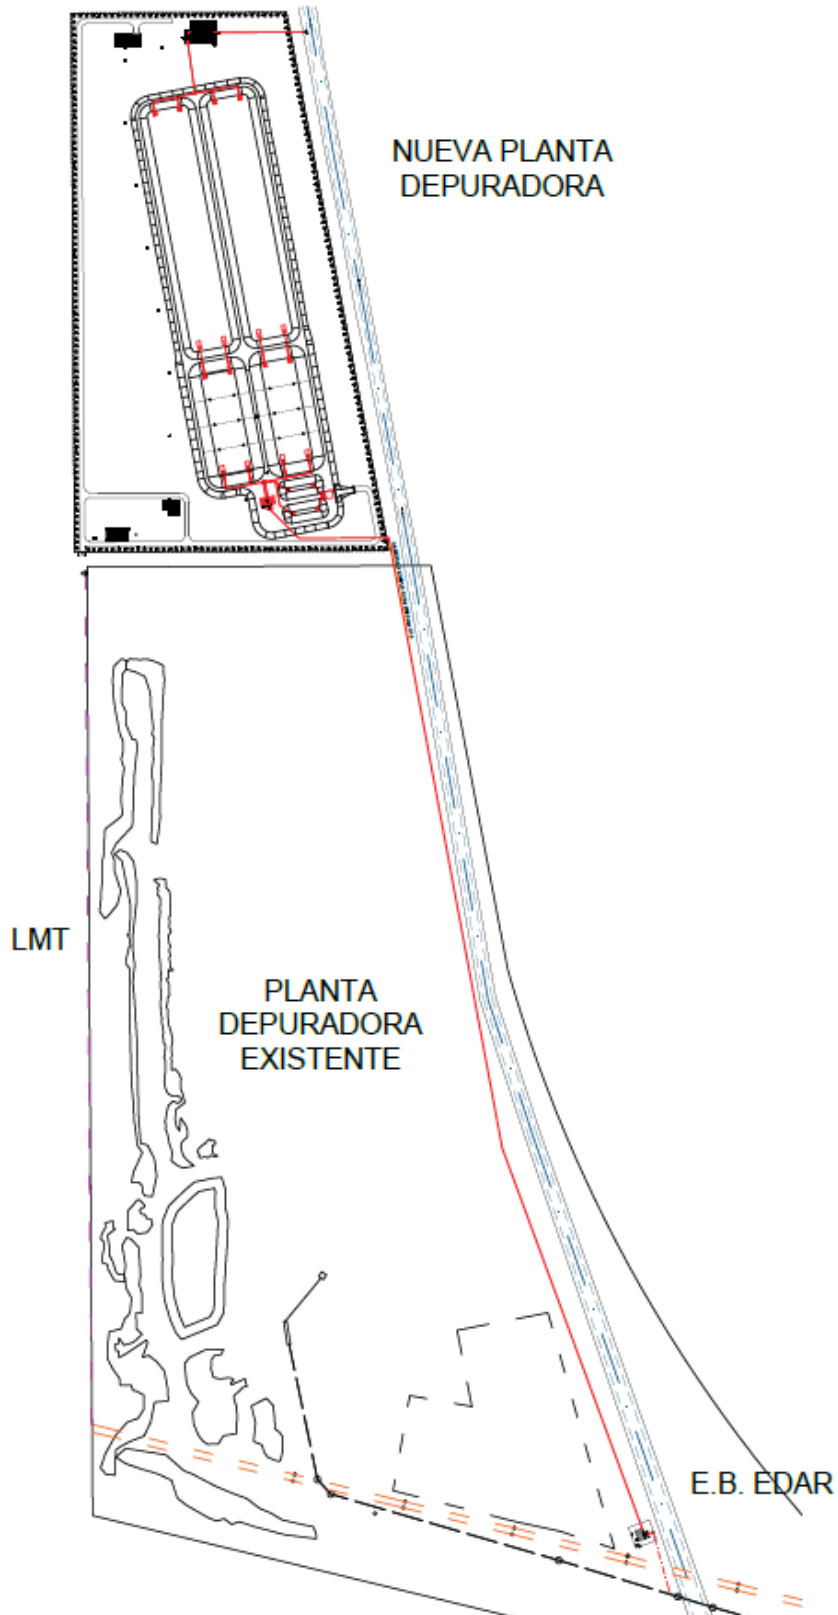 NUEVA PLANTA
DEPURADORA
LMT
PLANTA
DEPURADORA
EXISTENTE
E.B. EDAR